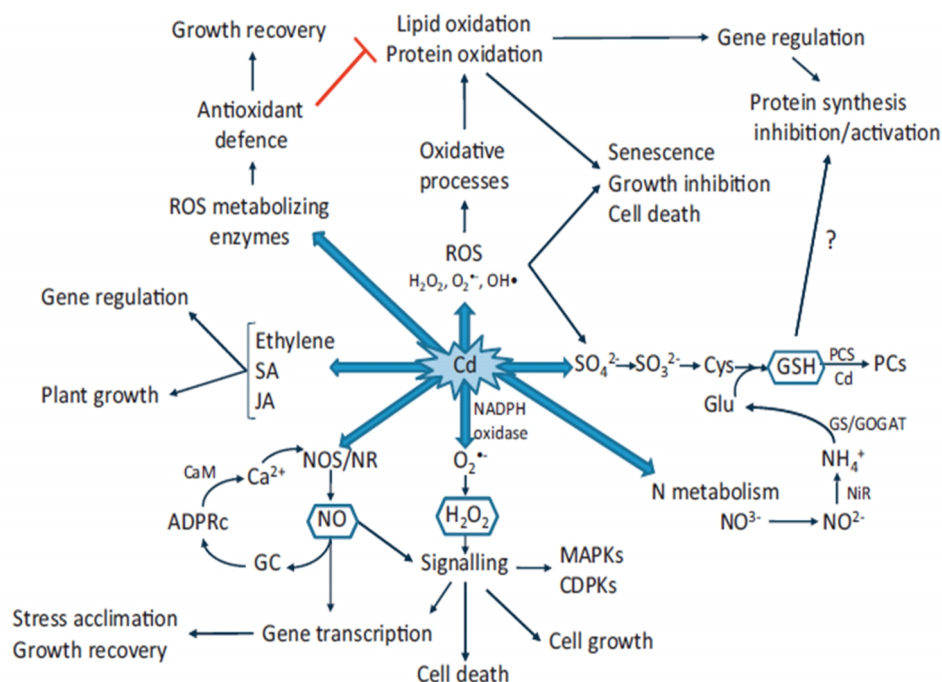 Growth recovery
Lipid oxidation
Protein oxidation
Gene regulation
Antioxidant
defence
Protein synthesis
inhibition/activation
Oxidative
processes
Senescence
Growth inhibition
Cell death
ROS metabolizing
enzymes
?
ROS
H₂O₂, O₂•-, OH•
Gene regulation
Ethylene
SA
JA
Plant growth
Cd
SO₄²⁻
SO₃²⁻
Cys
GSH
PCS
Cd
PCs
Glu
GS/GOGAT
NADPH
oxidase
O₂•-
NOS/NR
CaM
Ca²⁺
NH₄⁺
N metabolism
NiR
NO³⁻
NO²⁻
ADPRc
NO
H₂O₂
GC
Signalling
MAPKs
CDPKs
Stress acclimation
Growth recovery
Gene transcription
Cell growth
Cell death